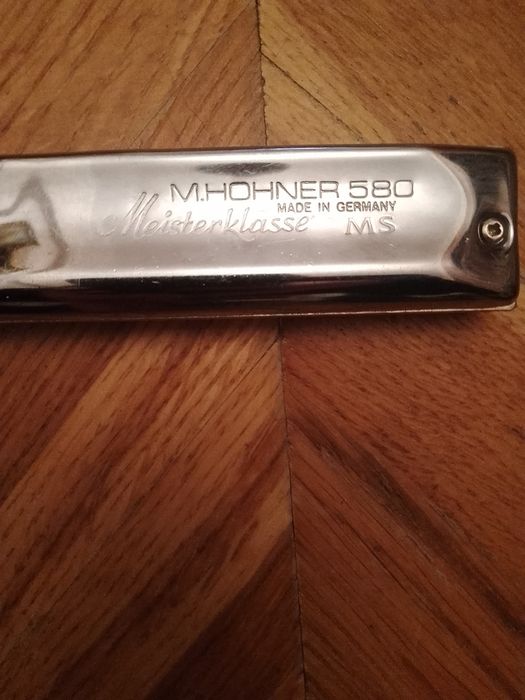 M.HOHNER 580
MADE IN GERMANY
Meisterklasse MS